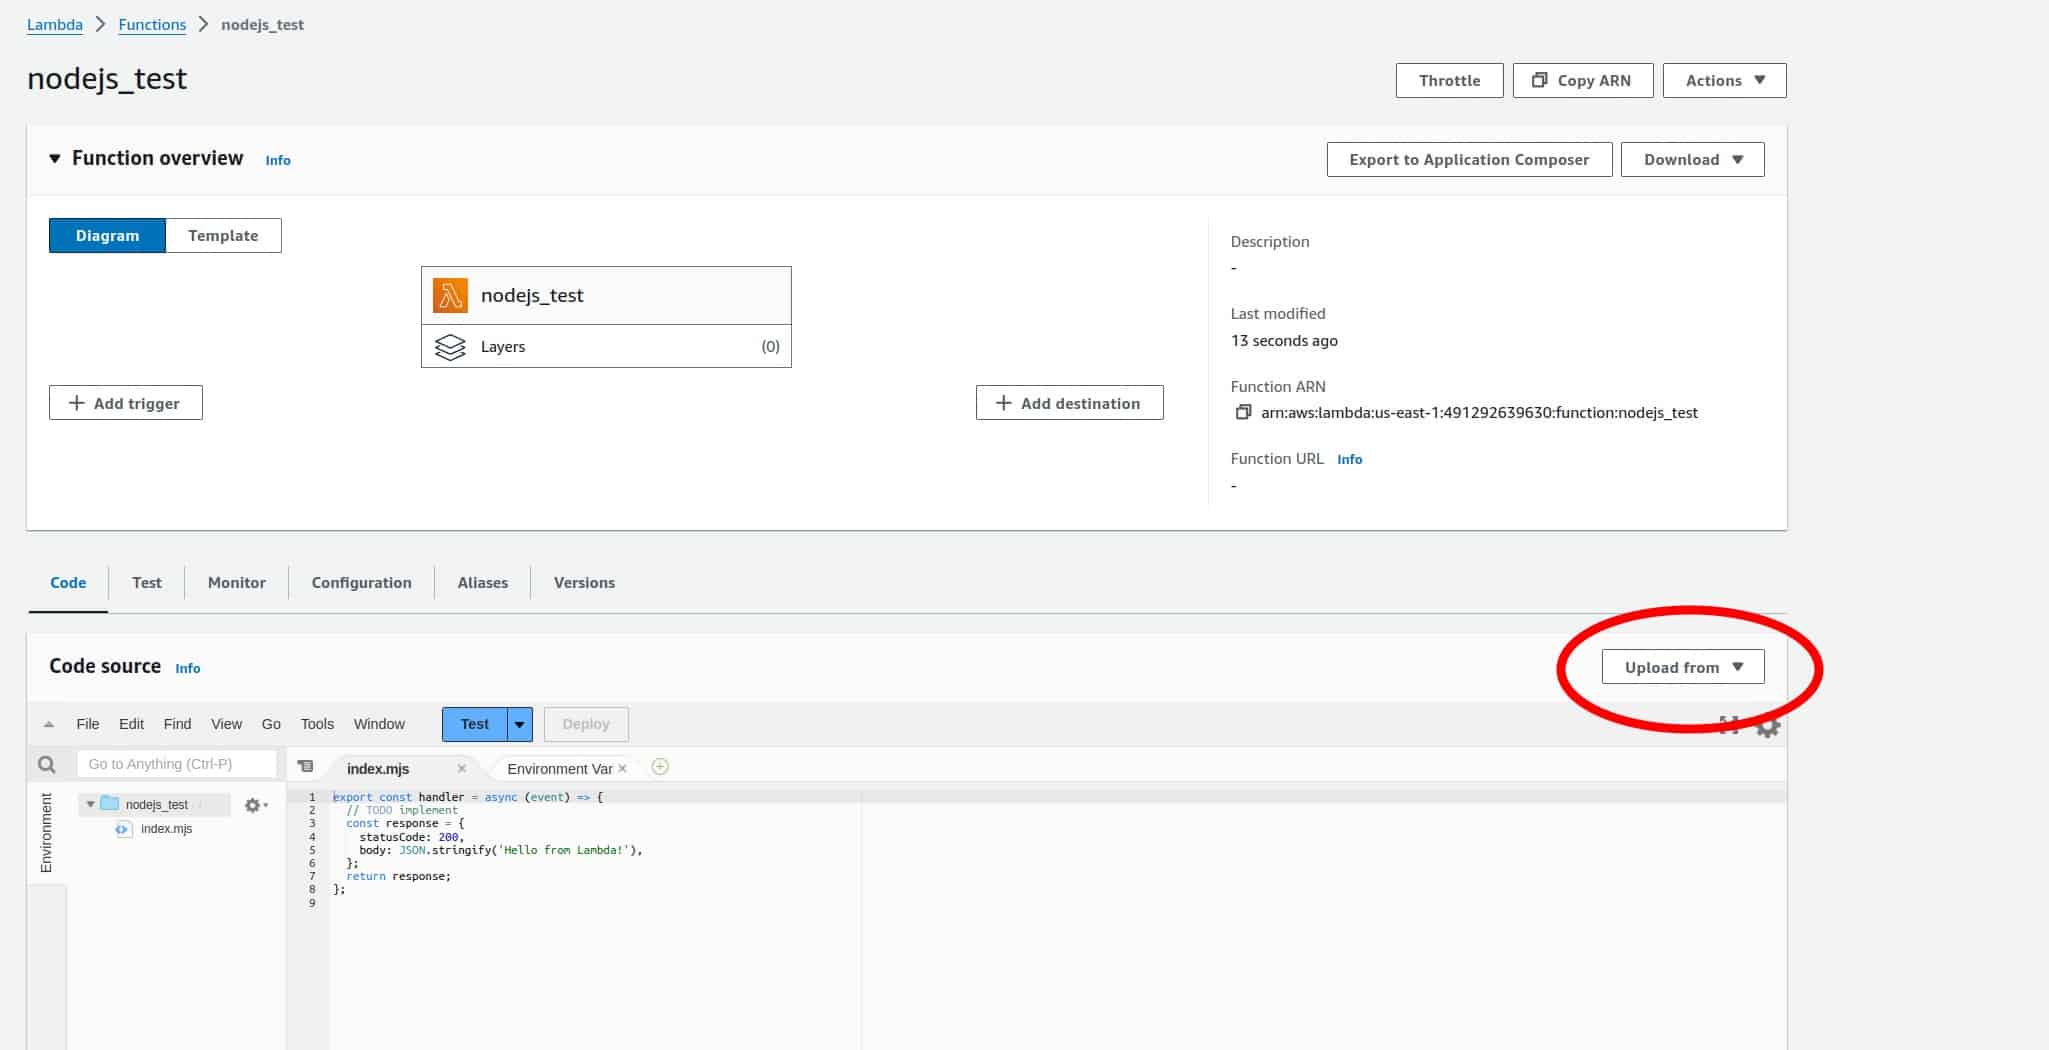 Lambda > Functions > nodejs_test
nodejs_test
Throttle Copy ARN Actions
Function overview Info
Export to Application Composer Download
Diagram Template
nodejs_test
Layers (0)
Add trigger
Add destination
Description
-
Last modified
13 seconds ago
Function ARN
arn:aws:lambda:us-east-1:491292639630:function:nodejs_test
Function URL Info
-
Code Test Monitor Configuration Aliases Versions
Code source Info
Upload from
File Edit Find View Go Tools Window Test Deploy
Go to Anything (Ctrl-P)
index.mjs Environment Var
Environment
nodejs_test
index.mjs
1 export const handler = async (event) => {
2 // TODO implement
3 const response = {
4 statusCode: 200,
5 body: JSON.stringify('Hello from Lambda!'),
6 };
7 return response;
8 };
9